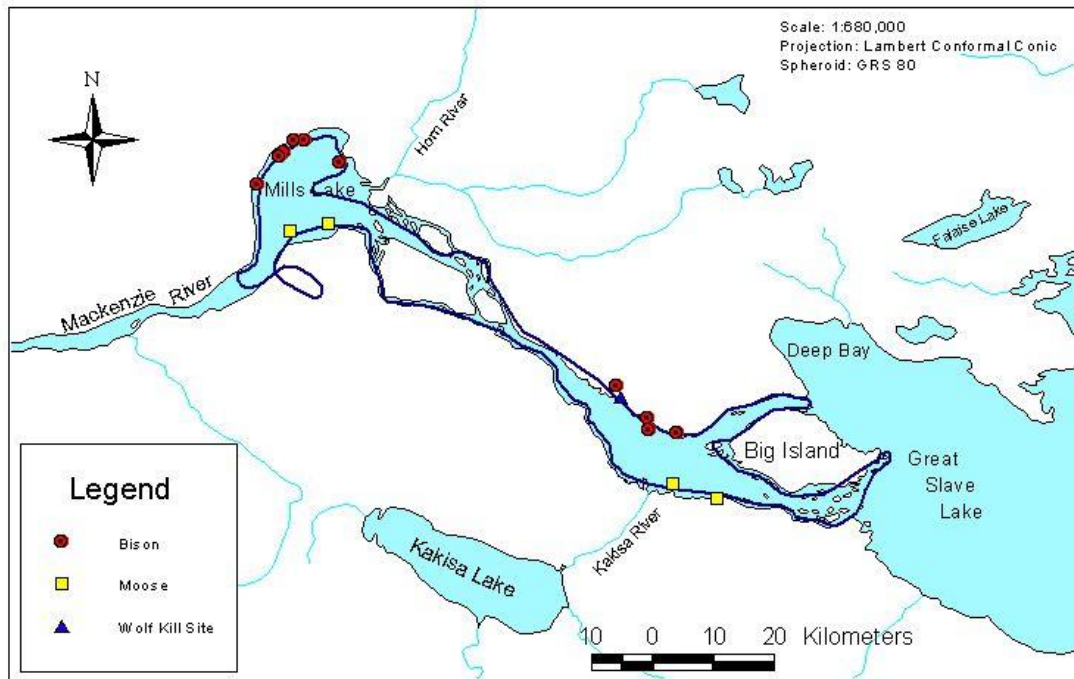 Scale: 1:680,000
Projection: Lambert Conformal Conic
Spheroid: GRS 80
N
Horn River
Mills Lake
Falaise Lake
Mackenzie River
Deep Bay
Big Island
Great
Slave
Lake
Legend
Bison
Moose
Wolf Kill Site
Kakisa River
Kakisa Lake
10 0 10 20 Kilometers